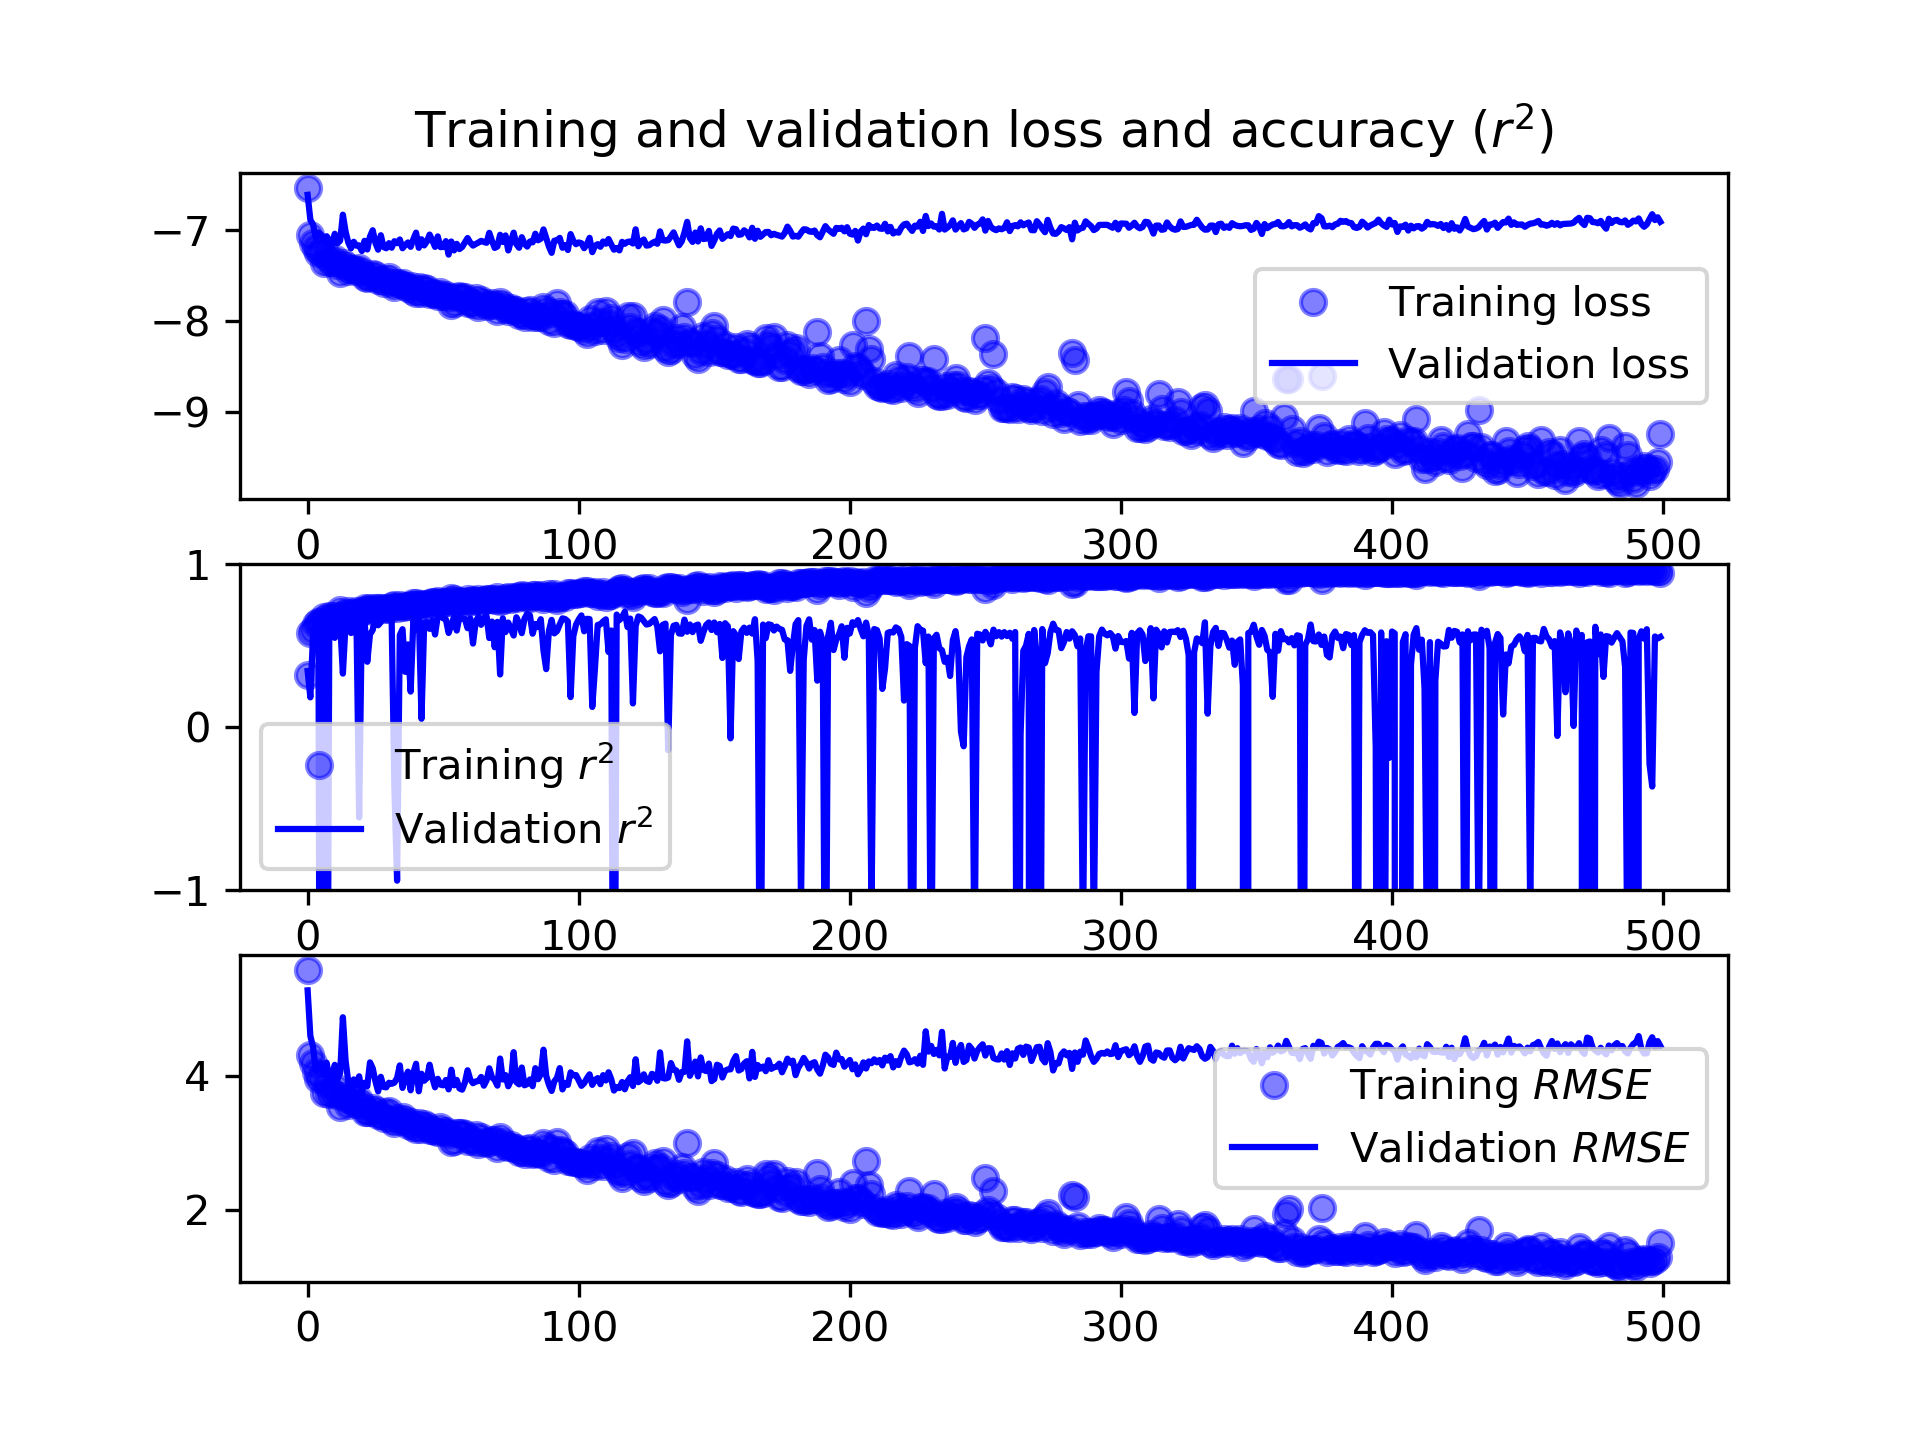 Training and validation loss and accuracy (r²)
−7
−8
−9
Training loss
Validation loss
0 100 200 300 400 500
1
0
−1
Training r²
Validation r²
0 100 200 300 400 500
4
2
Training RMSE
Validation RMSE
0 100 200 300 400 500